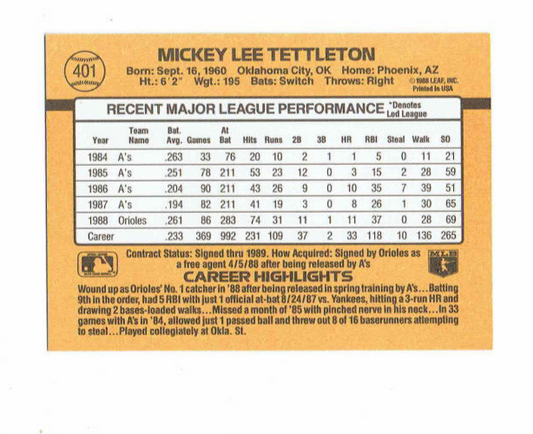 401
MICKEY LEE TETTLETON
Born: Sept. 16, 1960 Oklahoma City, OK Home: Phoenix, AZ
Ht.: 6'2" Wgt.: 195 Bats: Switch Throws: Right
© 1988 LEAF, INC.
Printed in USA
RECENT MAJOR LEAGUE PERFORMANCE *Denotes Led League
Year Team Name Bat. Avg. Games At Bat Hits Runs 2B 3B HR RBI Steal Walk SO
1984 A's .263 33 76 20 10 2 1 1 5 0 11 21
1985 A's .251 78 211 53 23 12 0 3 15 2 28 59
1986 A's .204 90 211 43 26 9 0 10 35 7 39 51
1987 A's .194 82 211 41 19 3 0 8 26 1 30 65
1988 Orioles .261 86 283 74 31 11 1 11 37 0 28 69
Career .233 369 992 231 109 37 2 33 118 10 136 265
Contract Status: Signed thru 1989. How Acquired: Signed by Orioles as
a free agent 4/5/88 after being released by A's
MLB
CAREER HIGHLIGHTS
Wound up as Orioles' No. 1 catcher in '88 after being released in spring training by A's...Batting
9th in the order, had 5 RBI with just 1 official at-bat 8/24/87 vs. Yankees, hitting a 3-run HR and
drawing 2 bases-loaded walks...Missed a month of '85 with pinched nerve in his neck...In 33
games with A's in '84, allowed just 1 passed ball and threw out 8 of 16 baserunners attempting
to steal...Played collegiately at Okla. St.